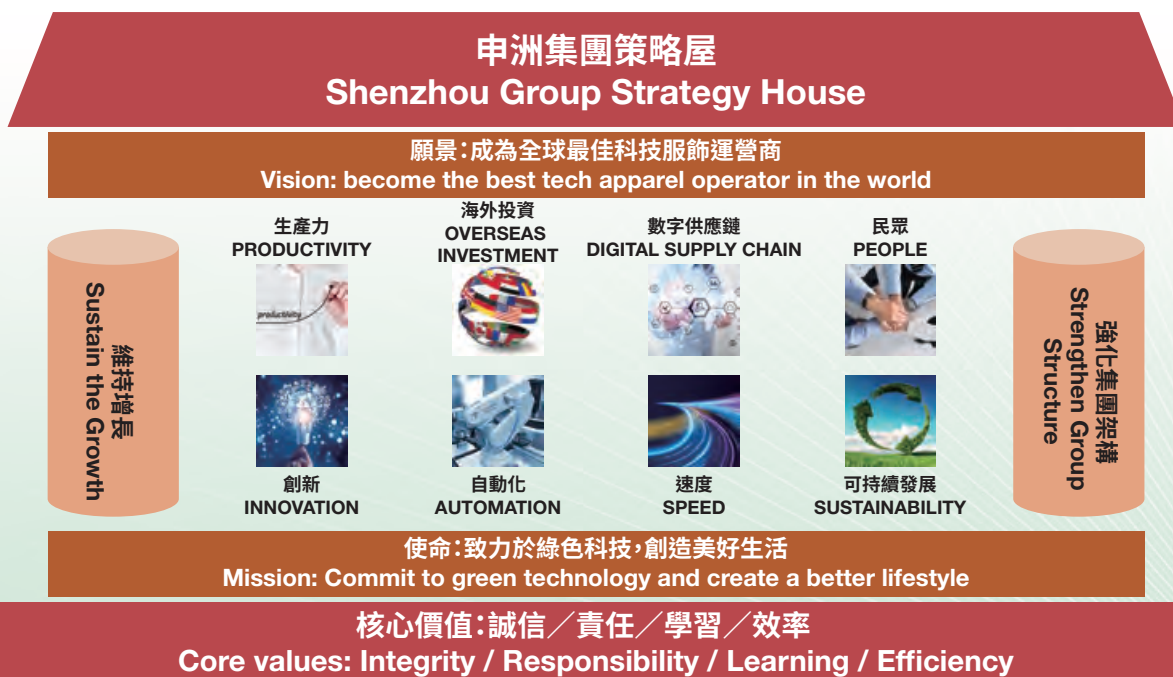 申洲集團策略屋
Shenzhou Group Strategy House
願景：成為全球最佳科技服飾運營商
Vision: become the best tech apparel operator in the world
維持增長
Sustain the Growth
生產力
PRODUCTIVITY
productivity
海外投資
OVERSEAS
INVESTMENT
數字供應鏈
DIGITAL SUPPLY CHAIN
民眾
PEOPLE
創新
INNOVATION
自動化
AUTOMATION
速度
SPEED
可持續發展
SUSTAINABILITY
強化集團架構
Strengthen Group
Structure
使命：致力於綠色科技，創造美好生活
Mission: Commit to green technology and create a better lifestyle
核心價值：誠信／責任／學習／效率
Core values: Integrity / Responsibility / Learning / Efficiency